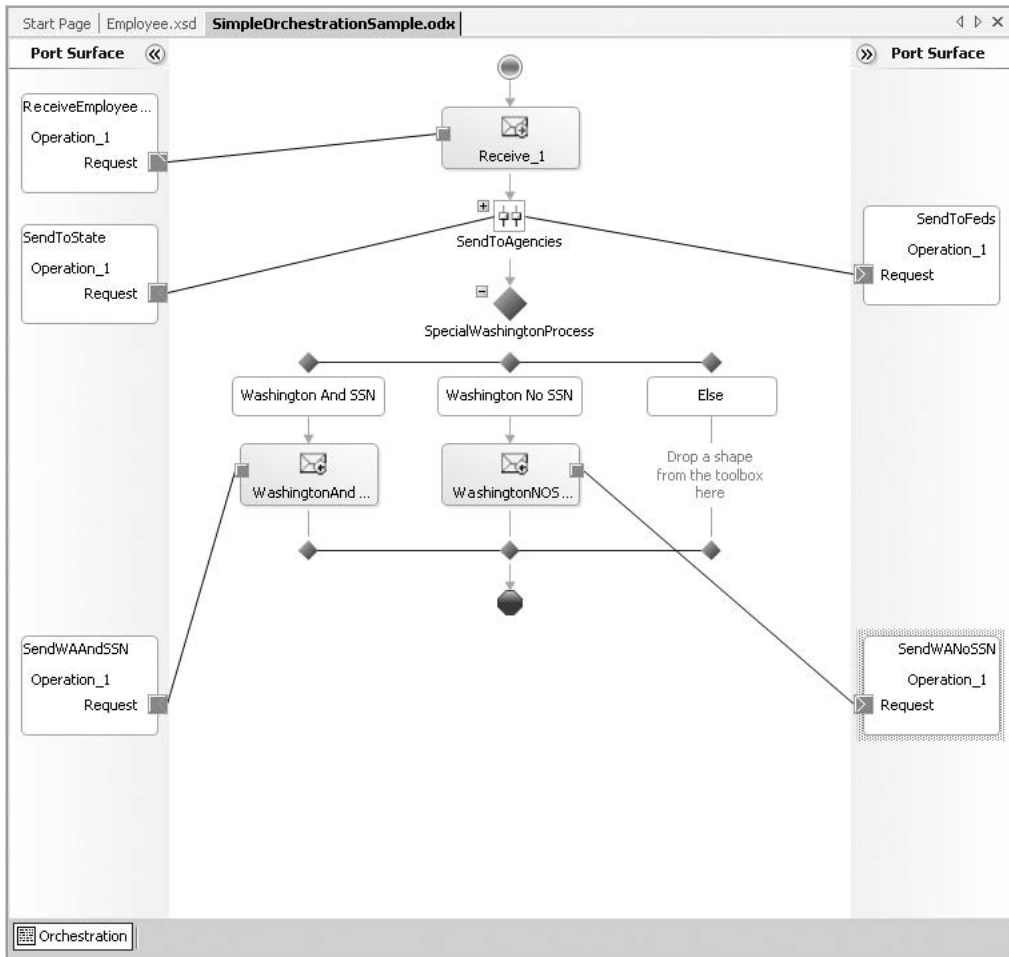 Start Page
Employee.xsd
SimpleOrchestrationSample.odx
Port Surface
Port Surface
ReceiveEmployee...
Operation_1
Request
Receive_1
SendToState
Operation_1
Request
SendToAgencies
SendToFeds
Operation_1
Request
SpecialWashingtonProcess
Washington And SSN
Washington No SSN
Else
WashingtonAnd ...
WashingtonNOS...
Drop a shape
from the toolbox
here
SendWAAndSSN
Operation_1
Request
SendWANoSSN
Operation_1
Request
Orchestration